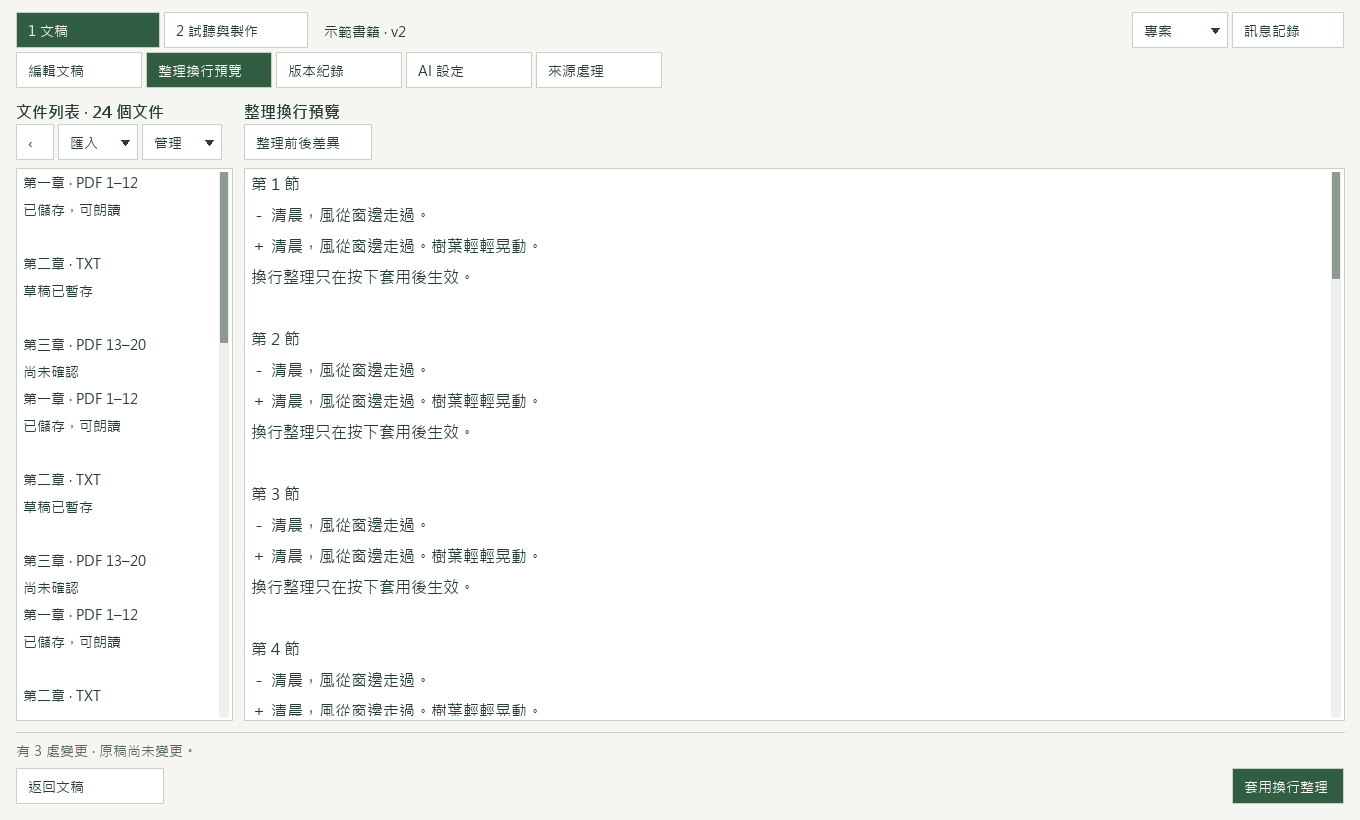 1 文稿
2 試聽與製作
示範書籍 · v2
專案
訊息記錄
編輯文稿
整理換行預覽
版本紀錄
AI 設定
來源處理
文件列表 · 24 個文件
‹
匯入
管理
第一章 · PDF 1–12
已儲存，可朗讀
第二章 · TXT
草稿已暫存
第三章 · PDF 13–20
尚未確認
第一章 · PDF 1–12
已儲存，可朗讀
第二章 · TXT
草稿已暫存
第三章 · PDF 13–20
尚未確認
第一章 · PDF 1–12
已儲存，可朗讀
第二章 · TXT
整理換行預覽
整理前後差異
第 1 節
- 清晨，風從窗邊走過。
+ 清晨，風從窗邊走過。樹葉輕輕晃動。
換行整理只在按下套用後生效。
第 2 節
- 清晨，風從窗邊走過。
+ 清晨，風從窗邊走過。樹葉輕輕晃動。
換行整理只在按下套用後生效。
第 3 節
- 清晨，風從窗邊走過。
+ 清晨，風從窗邊走過。樹葉輕輕晃動。
換行整理只在按下套用後生效。
第 4 節
- 清晨，風從窗邊走過。
+ 清晨，風從窗邊走過。樹葉輕輕晃動。
有 3 處變更 · 原稿尚未變更。
返回文稿
套用換行整理